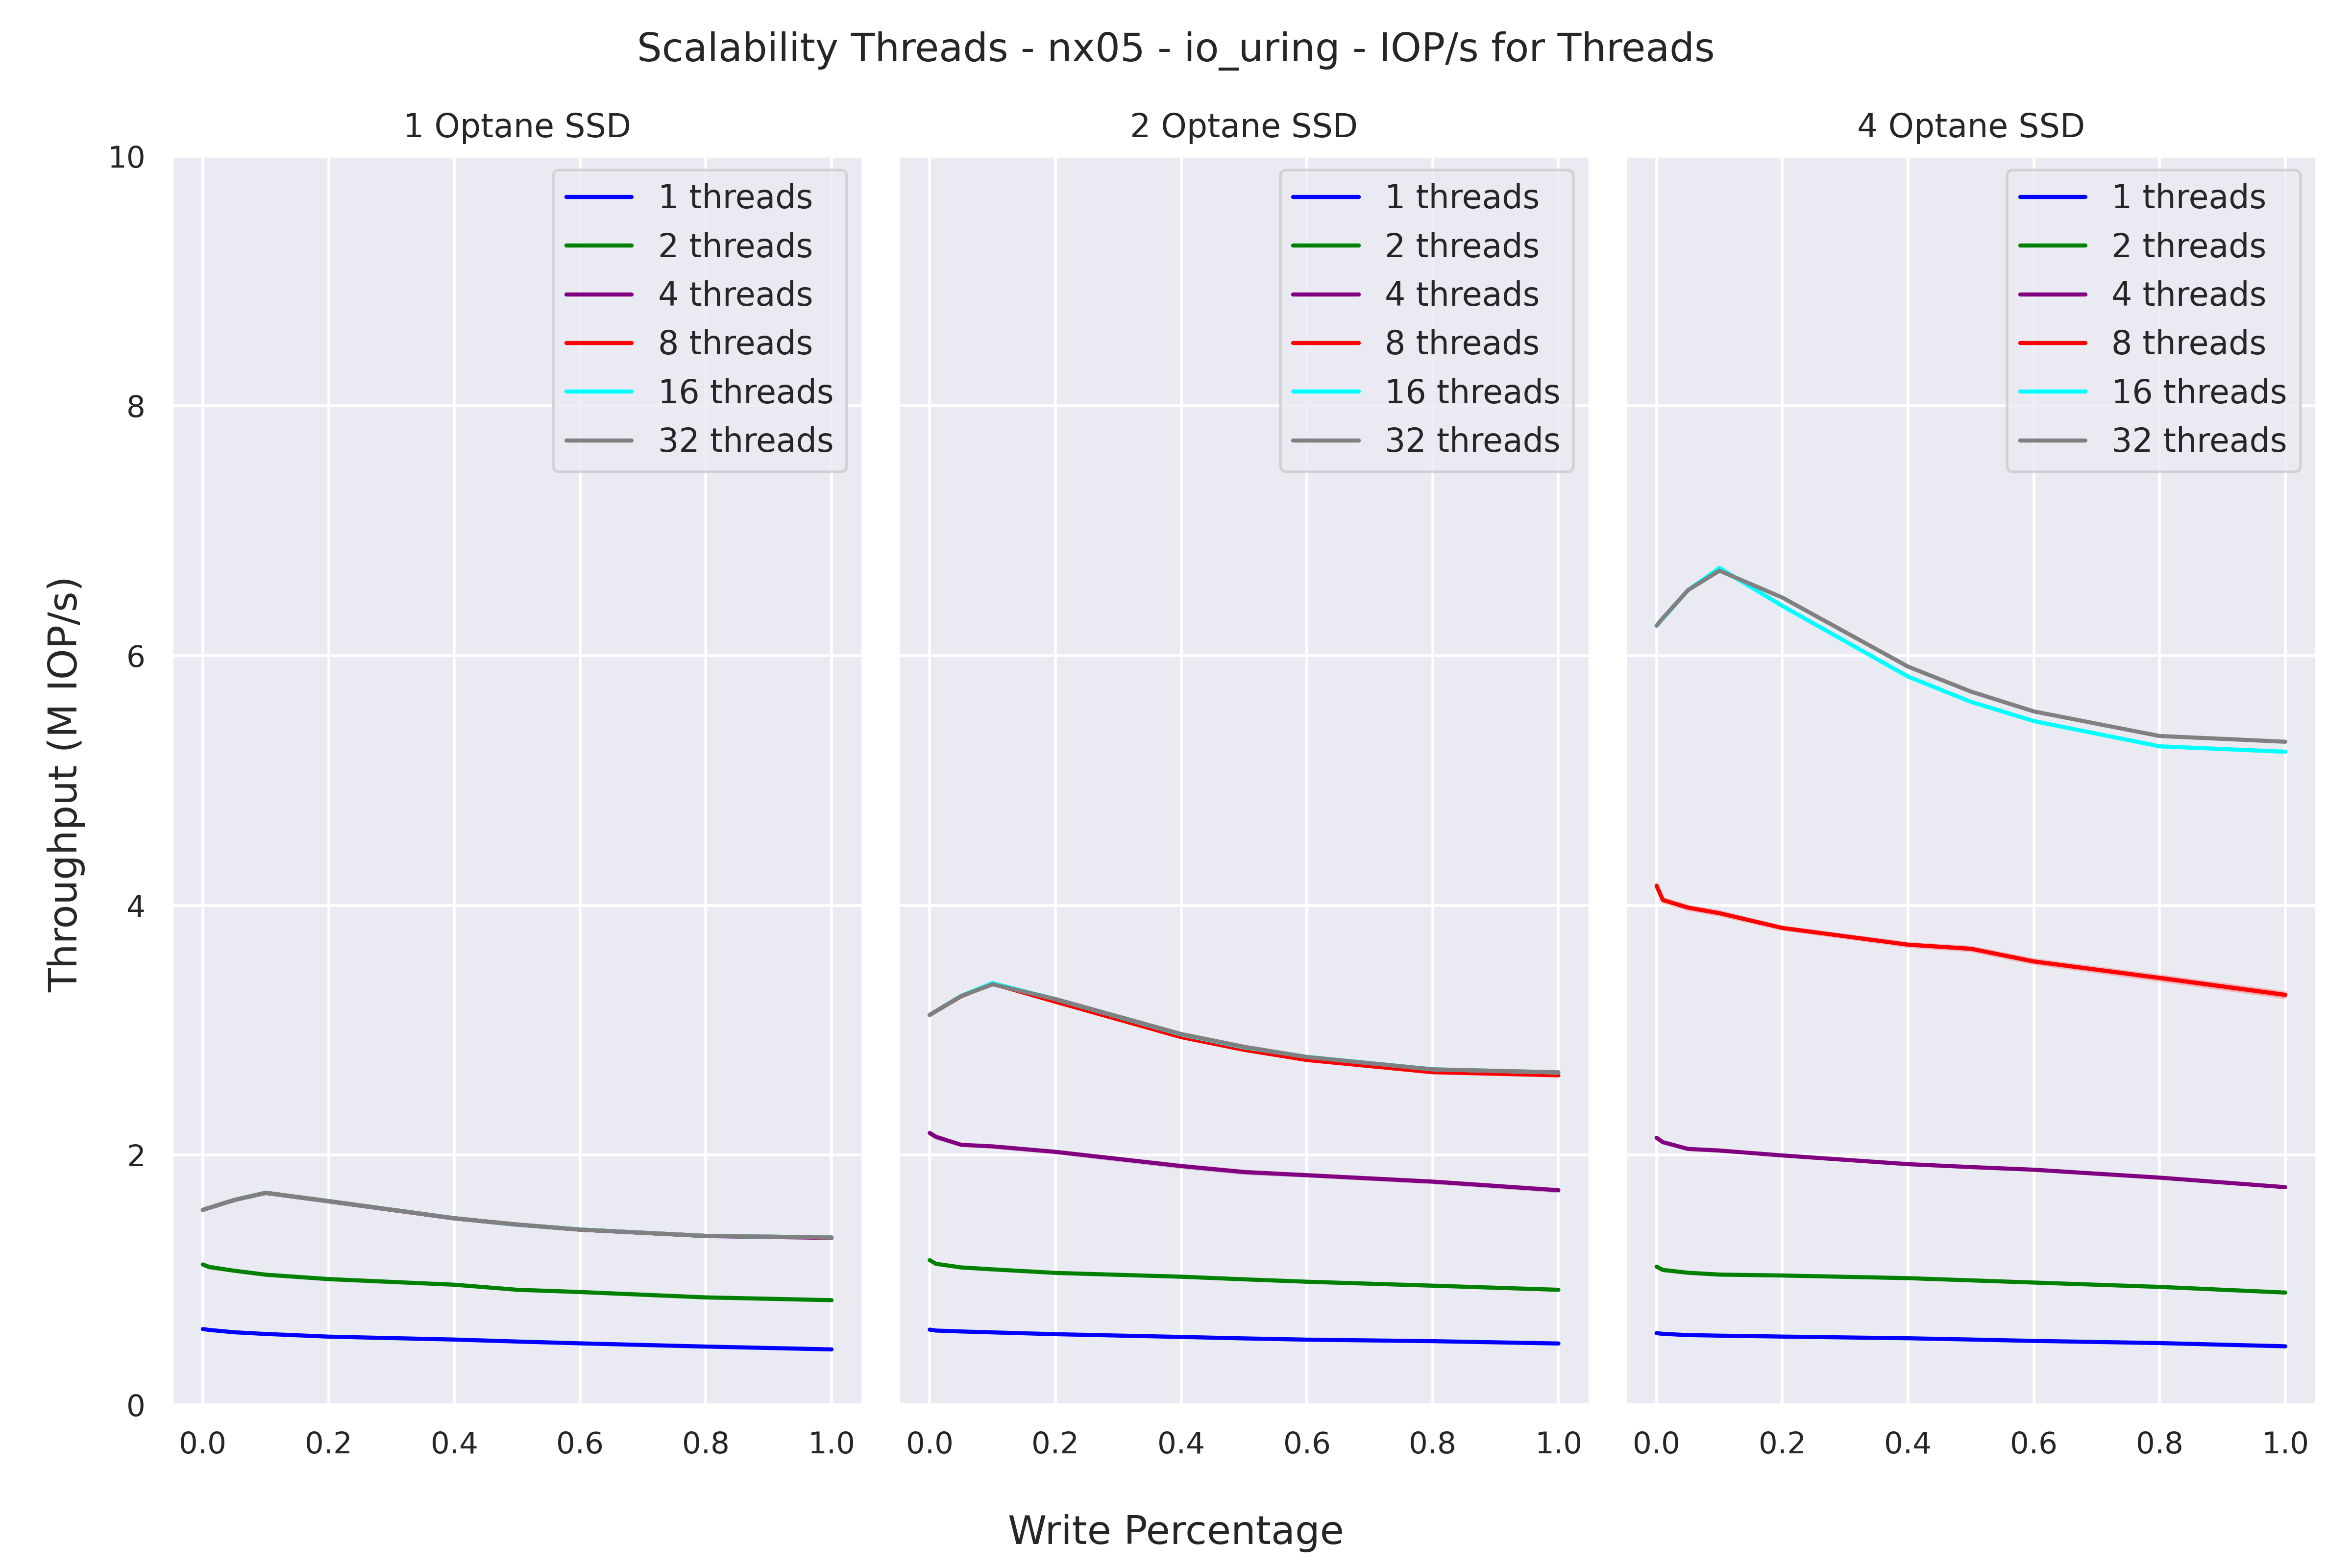 Scalability Threads - nx05 - io_uring - IOP/s for Threads
1 Optane SSD
2 Optane SSD
4 Optane SSD
Throughput (M IOP/s)
10
8
6
4
2
0
1 threads
2 threads
4 threads
8 threads
16 threads
32 threads
1 threads
2 threads
4 threads
8 threads
16 threads
32 threads
1 threads
2 threads
4 threads
8 threads
16 threads
32 threads
0.0 0.2 0.4 0.6 0.8 1.0
0.0 0.2 0.4 0.6 0.8 1.0
0.0 0.2 0.4 0.6 0.8 1.0
Write Percentage